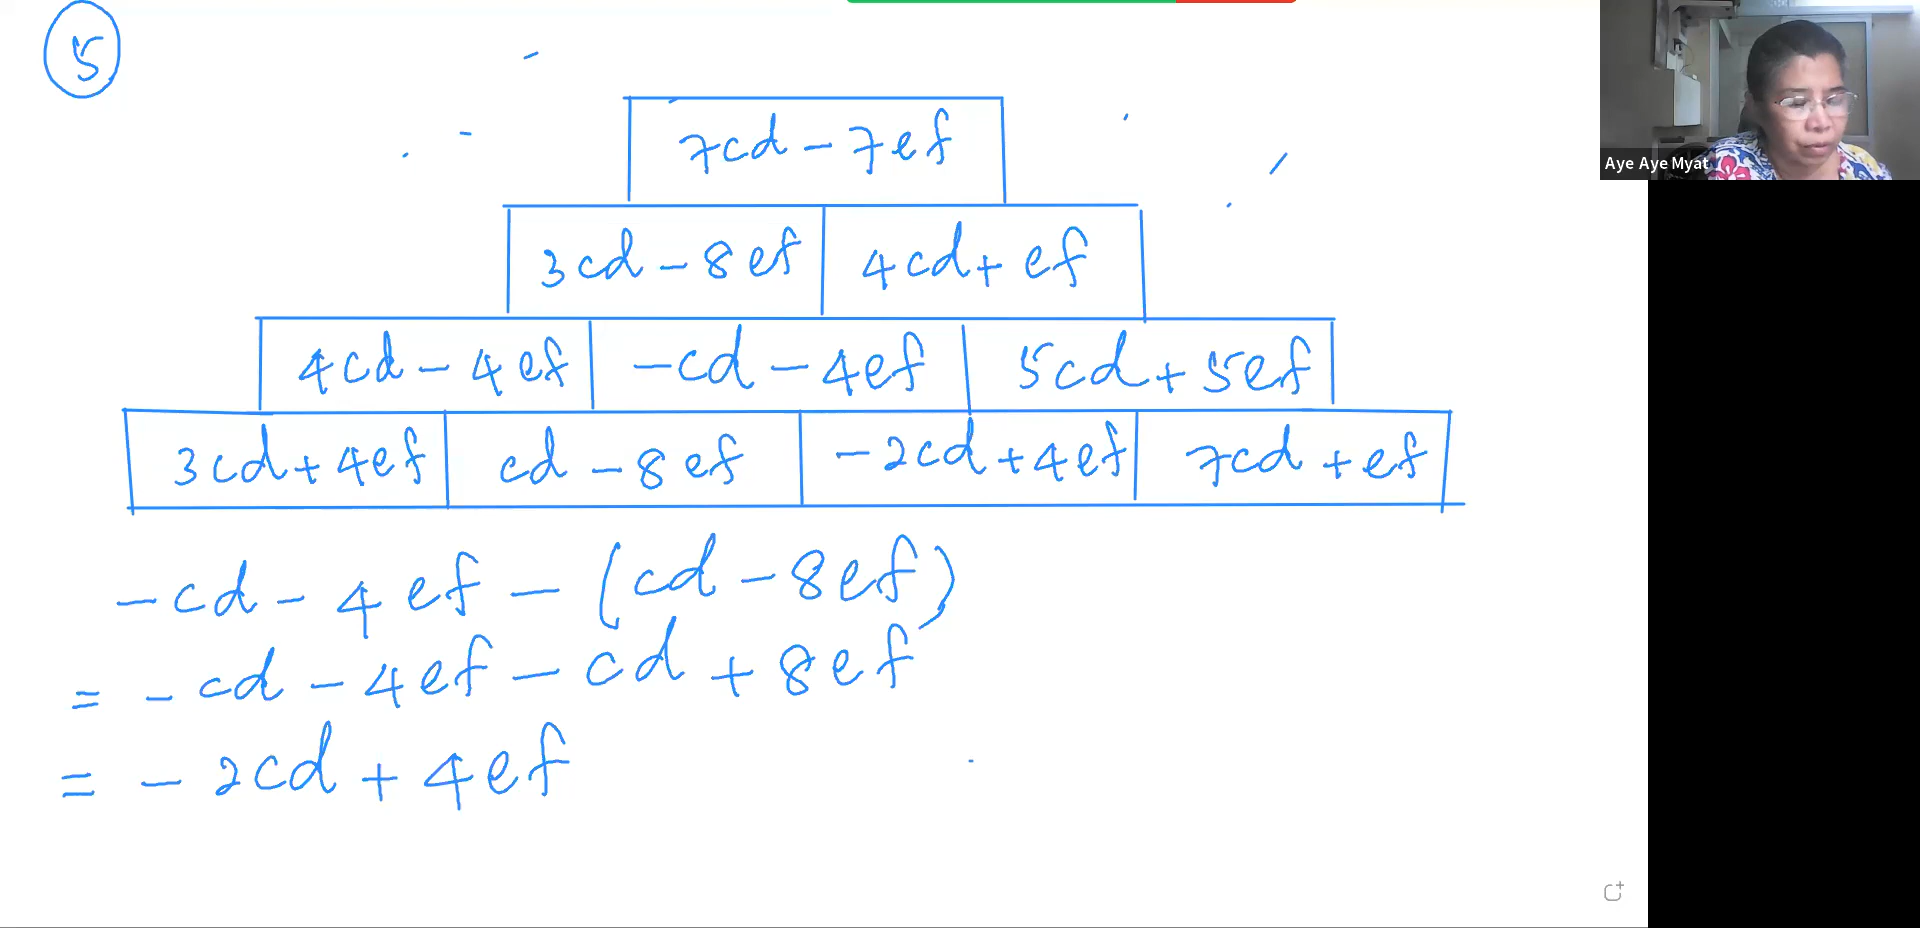 5
7cd - 7ef
3cd - 8ef 4cd + ef
4cd - 4ef -cd - 4ef 5cd + 5ef
3cd + 4ef cd - 8ef -2cd + 4ef 7cd + ef
-cd - 4ef - (cd - 8ef)
= -cd - 4ef - cd + 8ef
= -2cd + 4ef
Aye Aye Myat